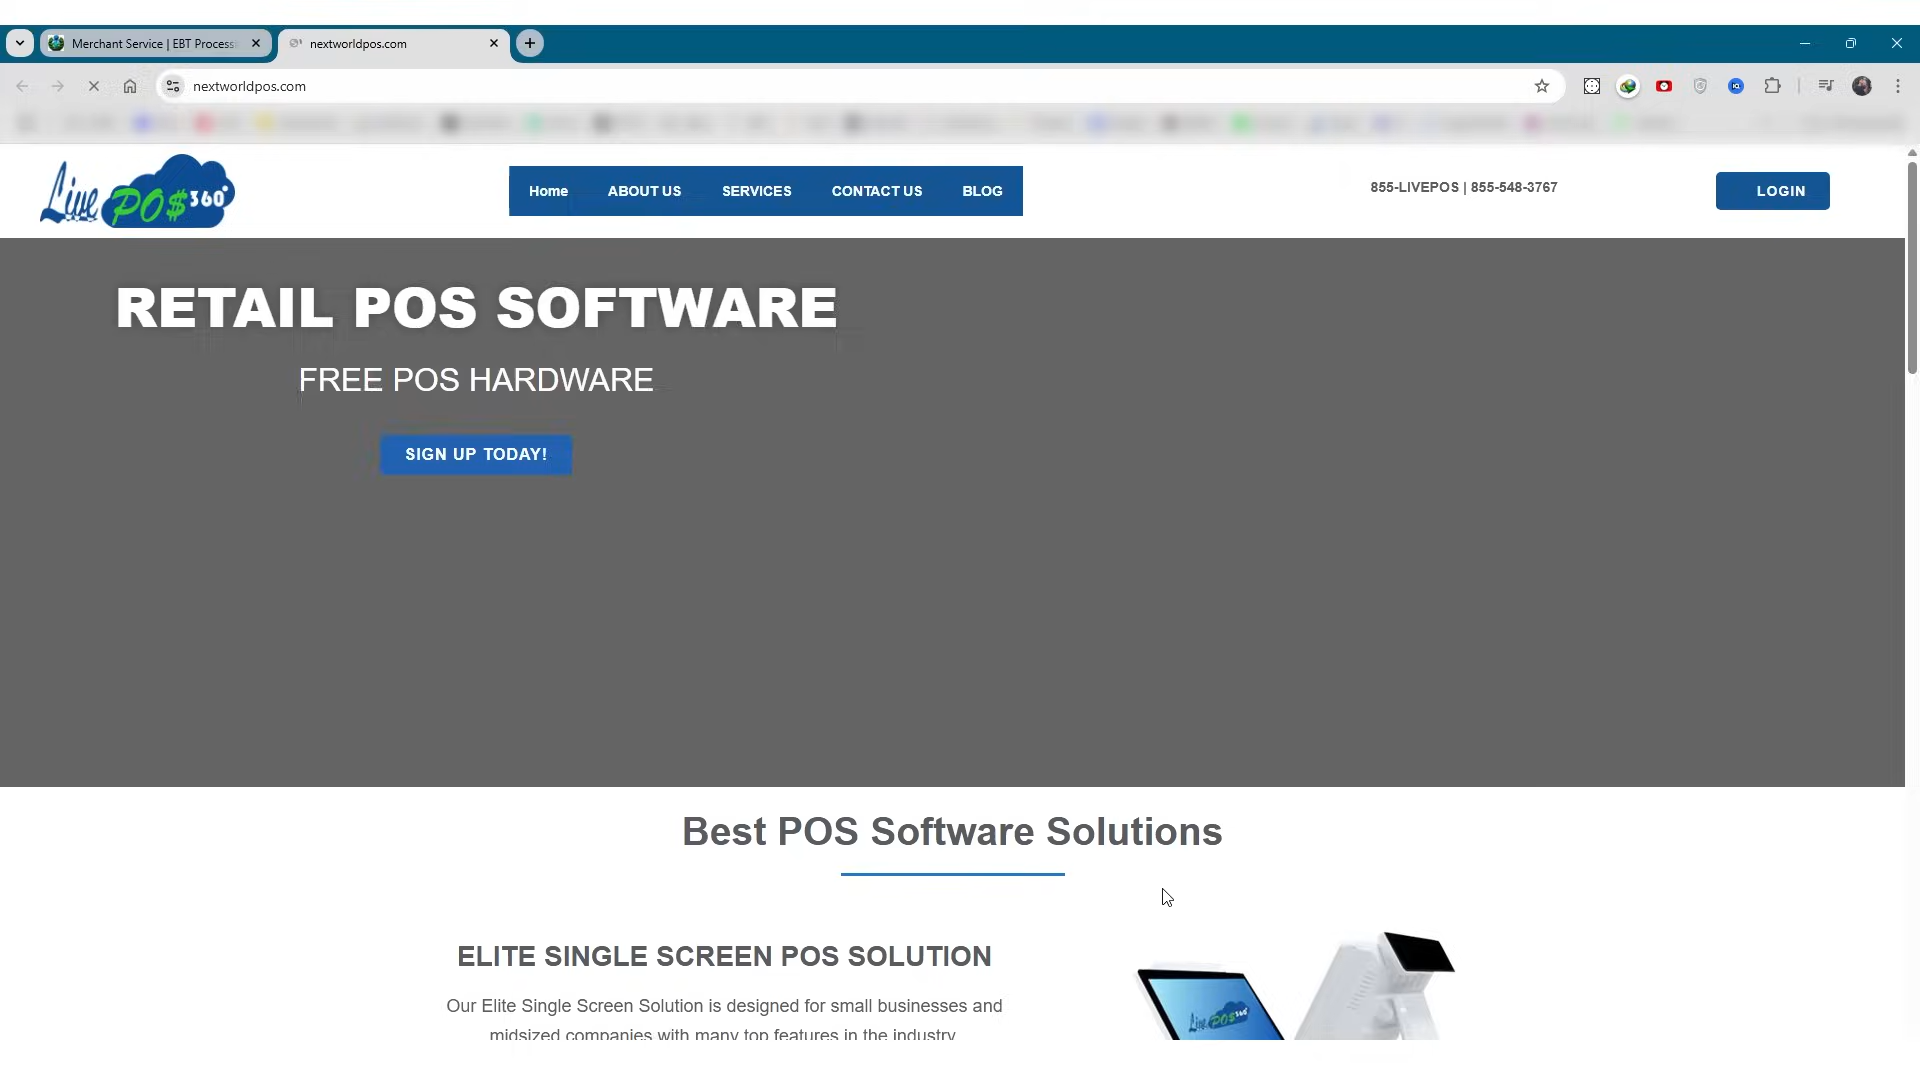 Merchant Service | EBT Process
nextworldpos.com
nextworldpos.com
Live POS 360°
Home
ABOUT US
SERVICES
CONTACT US
BLOG
855-LIVEPOS | 855-548-3767
LOGIN
RETAIL POS SOFTWARE
FREE POS HARDWARE
SIGN UP TODAY!
Best POS Software Solutions
ELITE SINGLE SCREEN POS SOLUTION
Our Elite Single Screen Solution is designed for small businesses and
midsized companies with many top features in the industry
Live POS 360